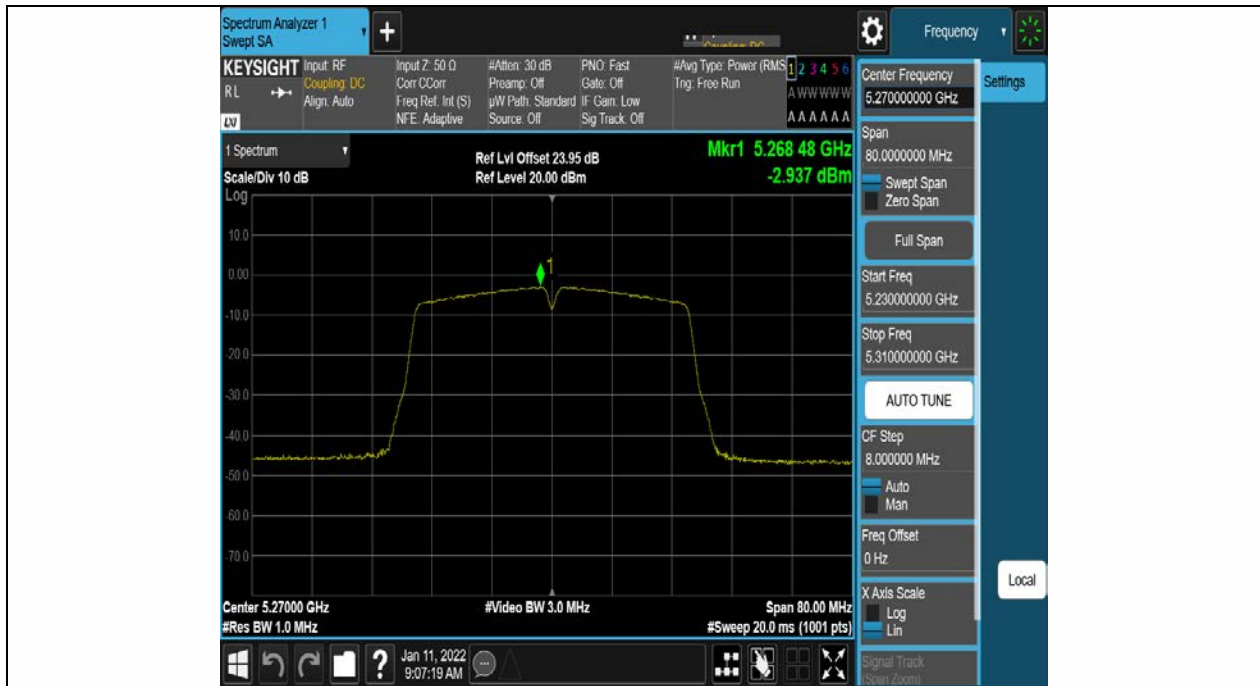 Spectrum Analyzer 1
Swept SA
+
Coupling: DC
Frequency
KEYSIGHT
RL
LXI
Input: RF
Coupling: DC
Align: Auto
Input Z: 50 Ω
Corr CCorr
Freq Ref: Int (S)
NFE: Adaptive
#Atten: 30 dB
Preamp: Off
µW Path: Standard
Source: Off
PNO: Fast
Gate: Off
IF Gain: Low
Sig Track: Off
#Avg Type: Power (RMS
Trig: Free Run
1 2 3 4 5 6
A W W W W W
A A A A A A
1 Spectrum
Scale/Div 10 dB
Ref Lvl Offset 23.95 dB
Ref Level 20.00 dBm
Mkr1 5.268 48 GHz
-2.937 dBm
Log
10.0
0.00
-10.0
-20.0
-30.0
-40.0
-50.0
-60.0
-70.0
1
Center 5.27000 GHz
#Res BW 1.0 MHz
#Video BW 3.0 MHz
Span 80.00 MHz
#Sweep 20.0 ms (1001 pts)
Center Frequency
5.270000000 GHz
Span
80.0000000 MHz
Swept Span
Zero Span
Full Span
Start Freq
5.230000000 GHz
Stop Freq
5.310000000 GHz
AUTO TUNE
CF Step
8.000000 MHz
Auto
Man
Freq Offset
0 Hz
X Axis Scale
Log
Lin
Signal Track
(Span Zoom)
Settings
Local
?
Jan 11, 2022
9:07:19 AM